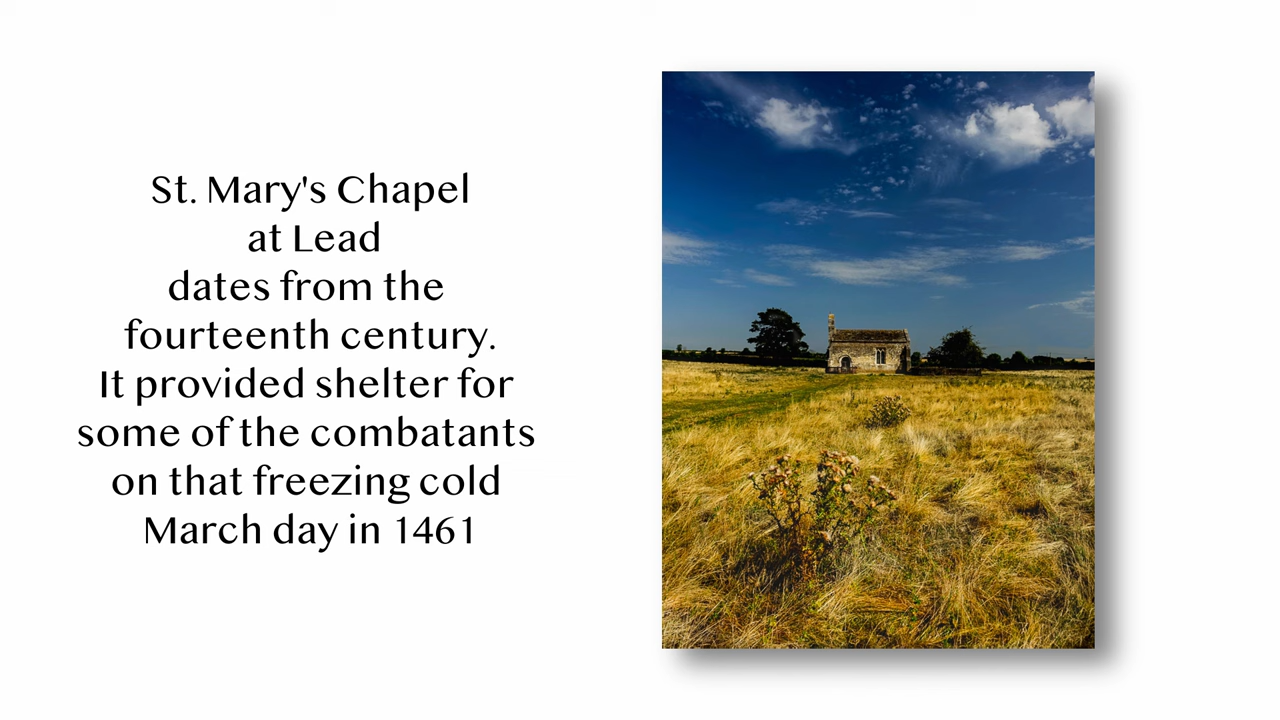 St. Mary's Chapel
at Lead
dates from the
fourteenth century.
It provided shelter for
some of the combatants
on that freezing cold
March day in 1461